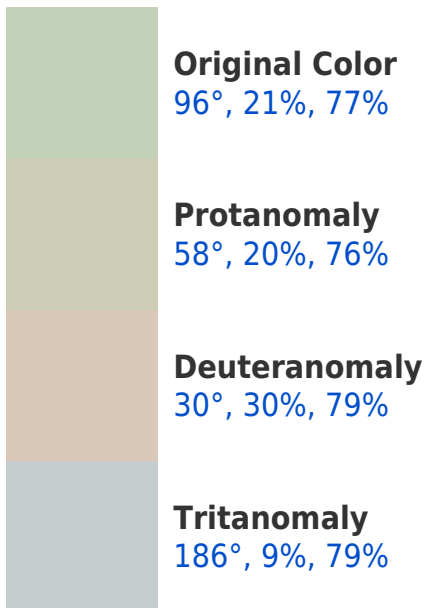 Original Color
96°, 21%, 77%
Protanomaly
58°, 20%, 76%
Deuteranomaly
30°, 30%, 79%
Tritanomaly
186°, 9%, 79%